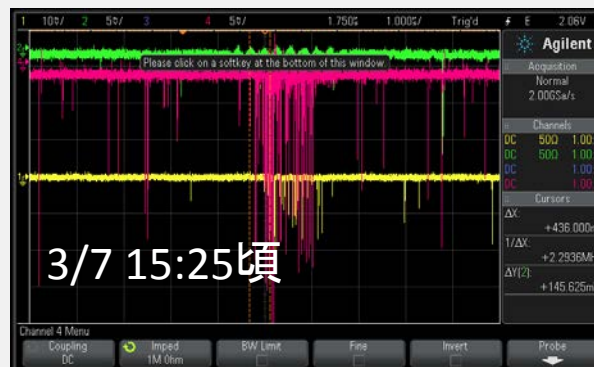 1 10▽/ 2 5▽/ 3 4 5▽/ 1.750s 1.000s/ Trig'd E 2.06V
Agilent
Please click on a softkey at the bottom of this window.
Acquisition
Normal
2.00GSa/s
Channels
DC 50Ω 1.00:
DC 50Ω 1.00:
DC 1.00:
DC 1.00:
Cursors
ΔX:
+436.000n
1/ΔX:
+2.2936MH
ΔY(2):
+145.625m
3/7 15:25頃
Channel 4 Menu
Coupling Imped BW Limit Fine Invert Probe
DC 1M Ohm